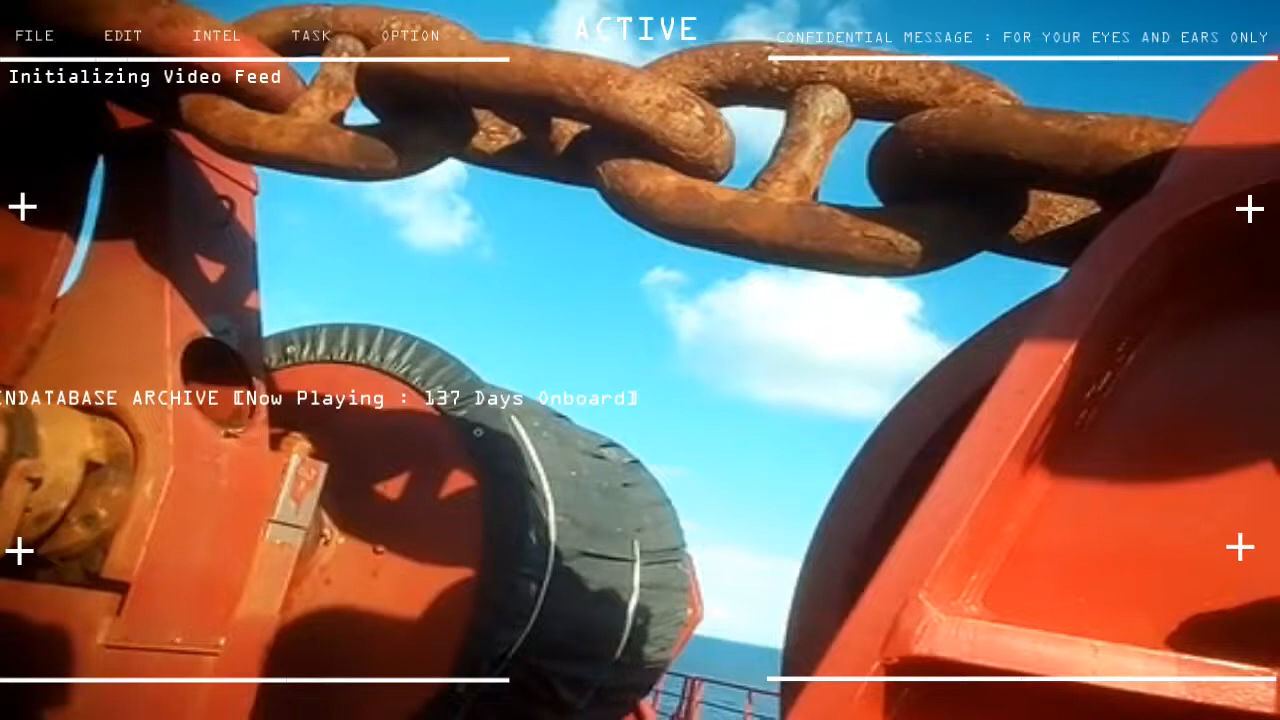 FILE EDIT INTEL TASK OPTION
ACTIVE
CONFIDENTIAL MESSAGE : FOR YOUR EYES AND EARS ONLY
Initializing Video Feed
NDATABASE ARCHIVE [[Now Playing : 137 Days Onboard]]